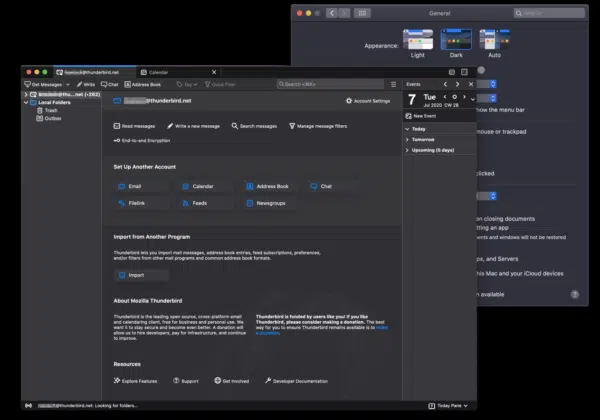 General
Search
Appearance:
Light
Dark
Auto
@thunderbird.net
Calendar
Get Messages
Write
Chat
Address Book
Tag
Quick Filter
Search <⌘K>
Events
@thu....net (•282)
Local Folders
Trash
Outbox
@thunderbird.net
Account Settings
7
Tue
Jul 2020 CW 28
New Event
Today
Tomorrow
Upcoming (5 days)
Read messages
Write a new message
Search messages
Manage message filters
End-to-end Encryption
Set Up Another Account
Email
Calendar
Address Book
Chat
Filelink
Feeds
Newsgroups
Import from Another Program
Thunderbird lets you import mail messages, address book entries, feed subscriptions, preferences,
and/or filters from other mail programs and common address book formats.
Import
About Mozilla Thunderbird
Thunderbird is the leading open source, cross-platform email
and calendaring client, free for business and personal use. We
want it to stay secure and become even better. A donation will
allow us to hire developers, pay for infrastructure, and continue
to improve.
Thunderbird is funded by users like you! If you like
Thunderbird, please consider making a donation. The best
way for you to ensure Thunderbird remains available is to make
a donation.
Resources
Explore Features
Support
Get Involved
Developer Documentation
@thunderbird.net: Looking for folders...
Today Pane
how the menu bar
mouse or trackpad
licked
en closing documents
tting an app
ents and windows will not be restored
ps, and Services
this Mac and your iCloud devices
n available
?